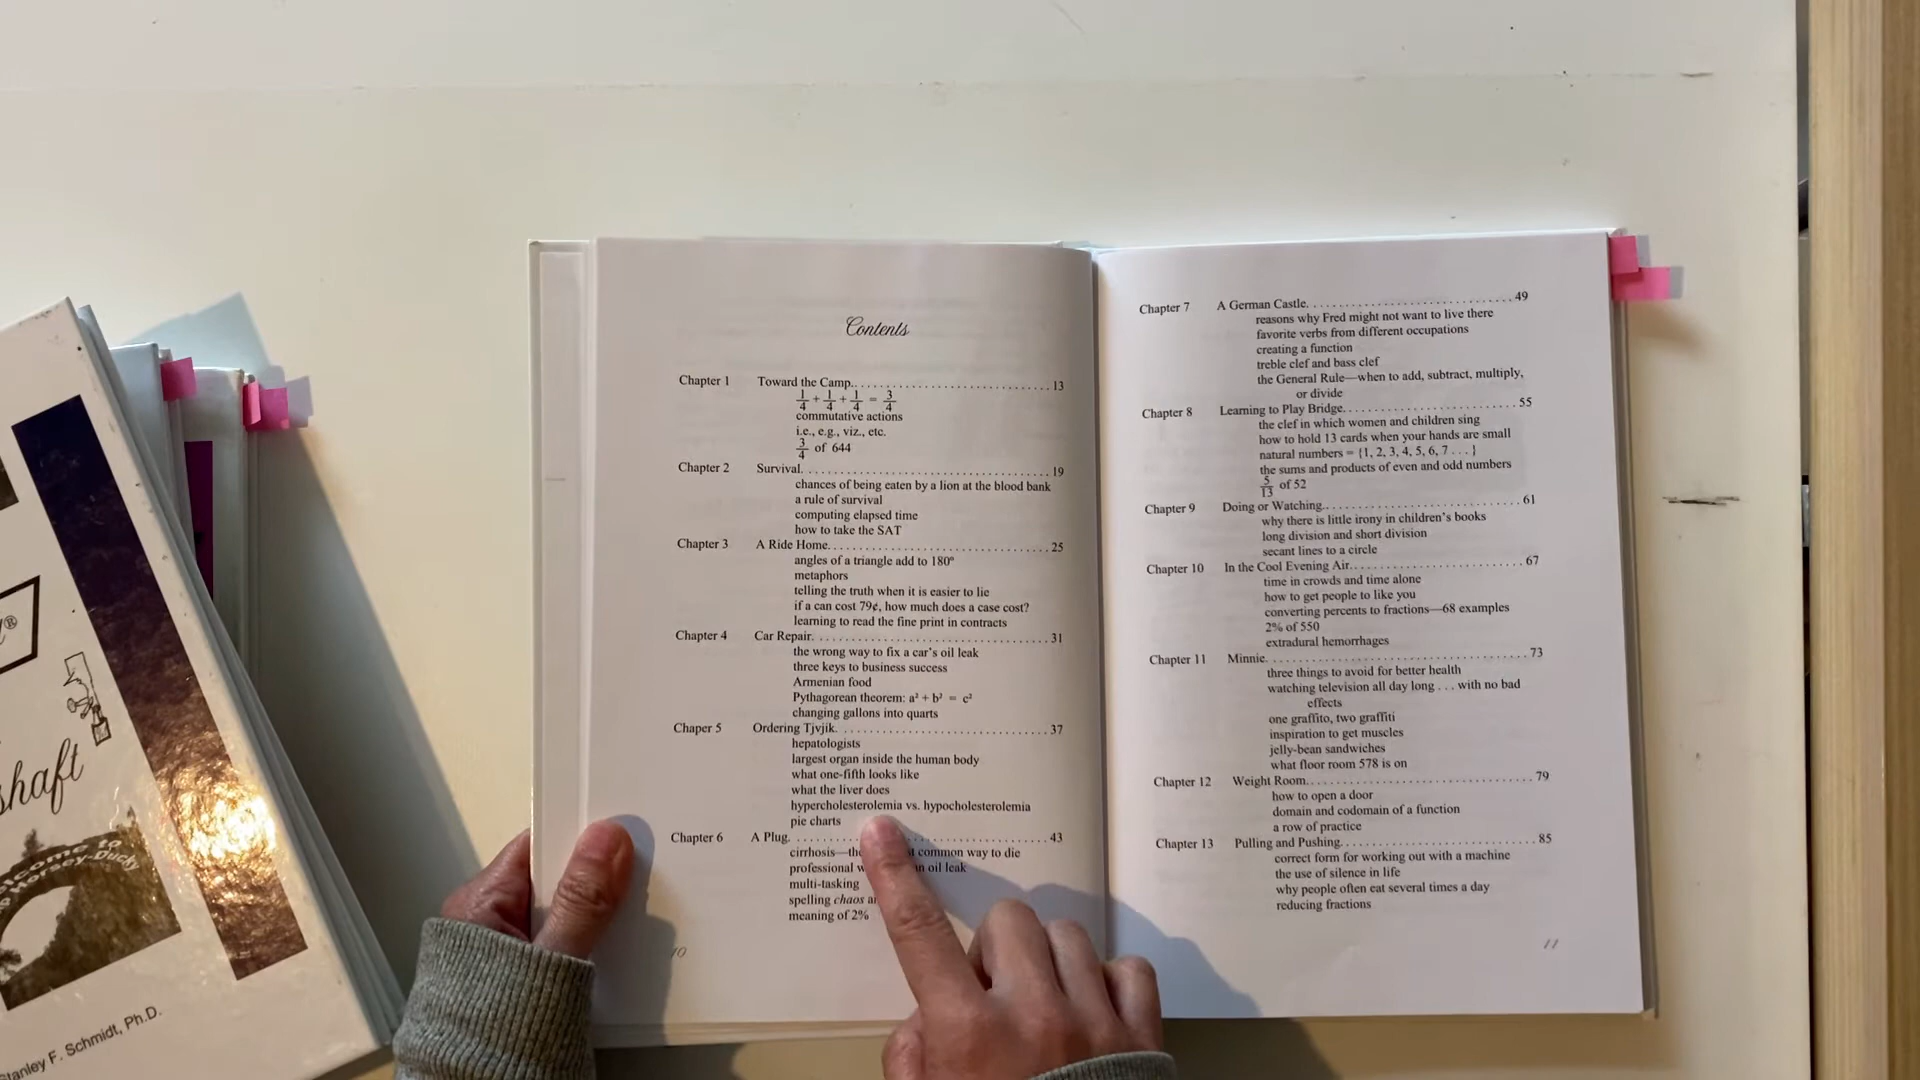 Contents
Chapter 1 Toward the Camp. . . . . . . . . . . . . . . . . . . . . . . . . . . . . . 13
1/4 + 1/4 + 1/4 = 3/4
commutative actions
i.e., e.g., viz., etc.
3/4 of 644
Chapter 2 Survival. . . . . . . . . . . . . . . . . . . . . . . . . . . . . . 19
chances of being eaten by a lion at the blood bank
a rule of survival
computing elapsed time
how to take the SAT
Chapter 3 A Ride Home. . . . . . . . . . . . . . . . . . . . . . . . . . . . . . 25
angles of a triangle add to 180°
metaphors
telling the truth when it is easier to lie
if a can cost 79¢, how much does a case cost?
learning to read the fine print in contracts
Chapter 4 Car Repair. . . . . . . . . . . . . . . . . . . . . . . . . . . . . . 31
the wrong way to fix a car's oil leak
three keys to business success
Armenian food
Pythagorean theorem: a² + b² = c²
changing gallons into quarts
Chaper 5 Ordering Tjvjik. . . . . . . . . . . . . . . . . . . . . . . . . . . . . . 37
hepatologists
largest organ inside the human body
what one-fifth looks like
what the liver does
hypercholesterolemia vs. hypocholesterolemia
pie charts
Chapter 6 A Plug. . . . . . . . . . . . . . . . . . . . . . . . . . . . . . 43
cirrhosis—the common way to die
professional oil leak
multi-tasking
spelling chaos
meaning of 2%
10
Chapter 7 A German Castle. . . . . . . . . . . . . . . . . . . . . . . . . . . . . . 49
reasons why Fred might not want to live there
favorite verbs from different occupations
creating a function
treble clef and bass clef
the General Rule—when to add, subtract, multiply,
or divide
Chapter 8 Learning to Play Bridge. . . . . . . . . . . . . . . . . . . . . . . . . . . . . . 55
the clef in which women and children sing
how to hold 13 cards when your hands are small
natural numbers = {1, 2, 3, 4, 5, 6, 7 . . . }
the sums and products of even and odd numbers
5/13 of 52
Chapter 9 Doing or Watching. . . . . . . . . . . . . . . . . . . . . . . . . . . . . . 61
why there is little irony in children's books
long division and short division
secant lines to a circle
Chapter 10 In the Cool Evening Air. . . . . . . . . . . . . . . . . . . . . . . . . . . . . . 67
time in crowds and time alone
how to get people to like you
converting percents to fractions—68 examples
2% of 550
extradural hemorrhages
Chapter 11 Minnie. . . . . . . . . . . . . . . . . . . . . . . . . . . . . . 73
three things to avoid for better health
watching television all day long . . . with no bad
effects
one graffito, two graffiti
inspiration to get muscles
jelly-bean sandwiches
what floor room 578 is on
Chapter 12 Weight Room. . . . . . . . . . . . . . . . . . . . . . . . . . . . . . 79
how to open a door
domain and codomain of a function
a row of practice
Chapter 13 Pulling and Pushing. . . . . . . . . . . . . . . . . . . . . . . . . . . . . . 85
correct form for working out with a machine
the use of silence in life
why people often eat several times a day
reducing fractions
11
®
shaft
elcome to
p Horsey-Ducky
Stanley F. Schmidt, Ph.D.